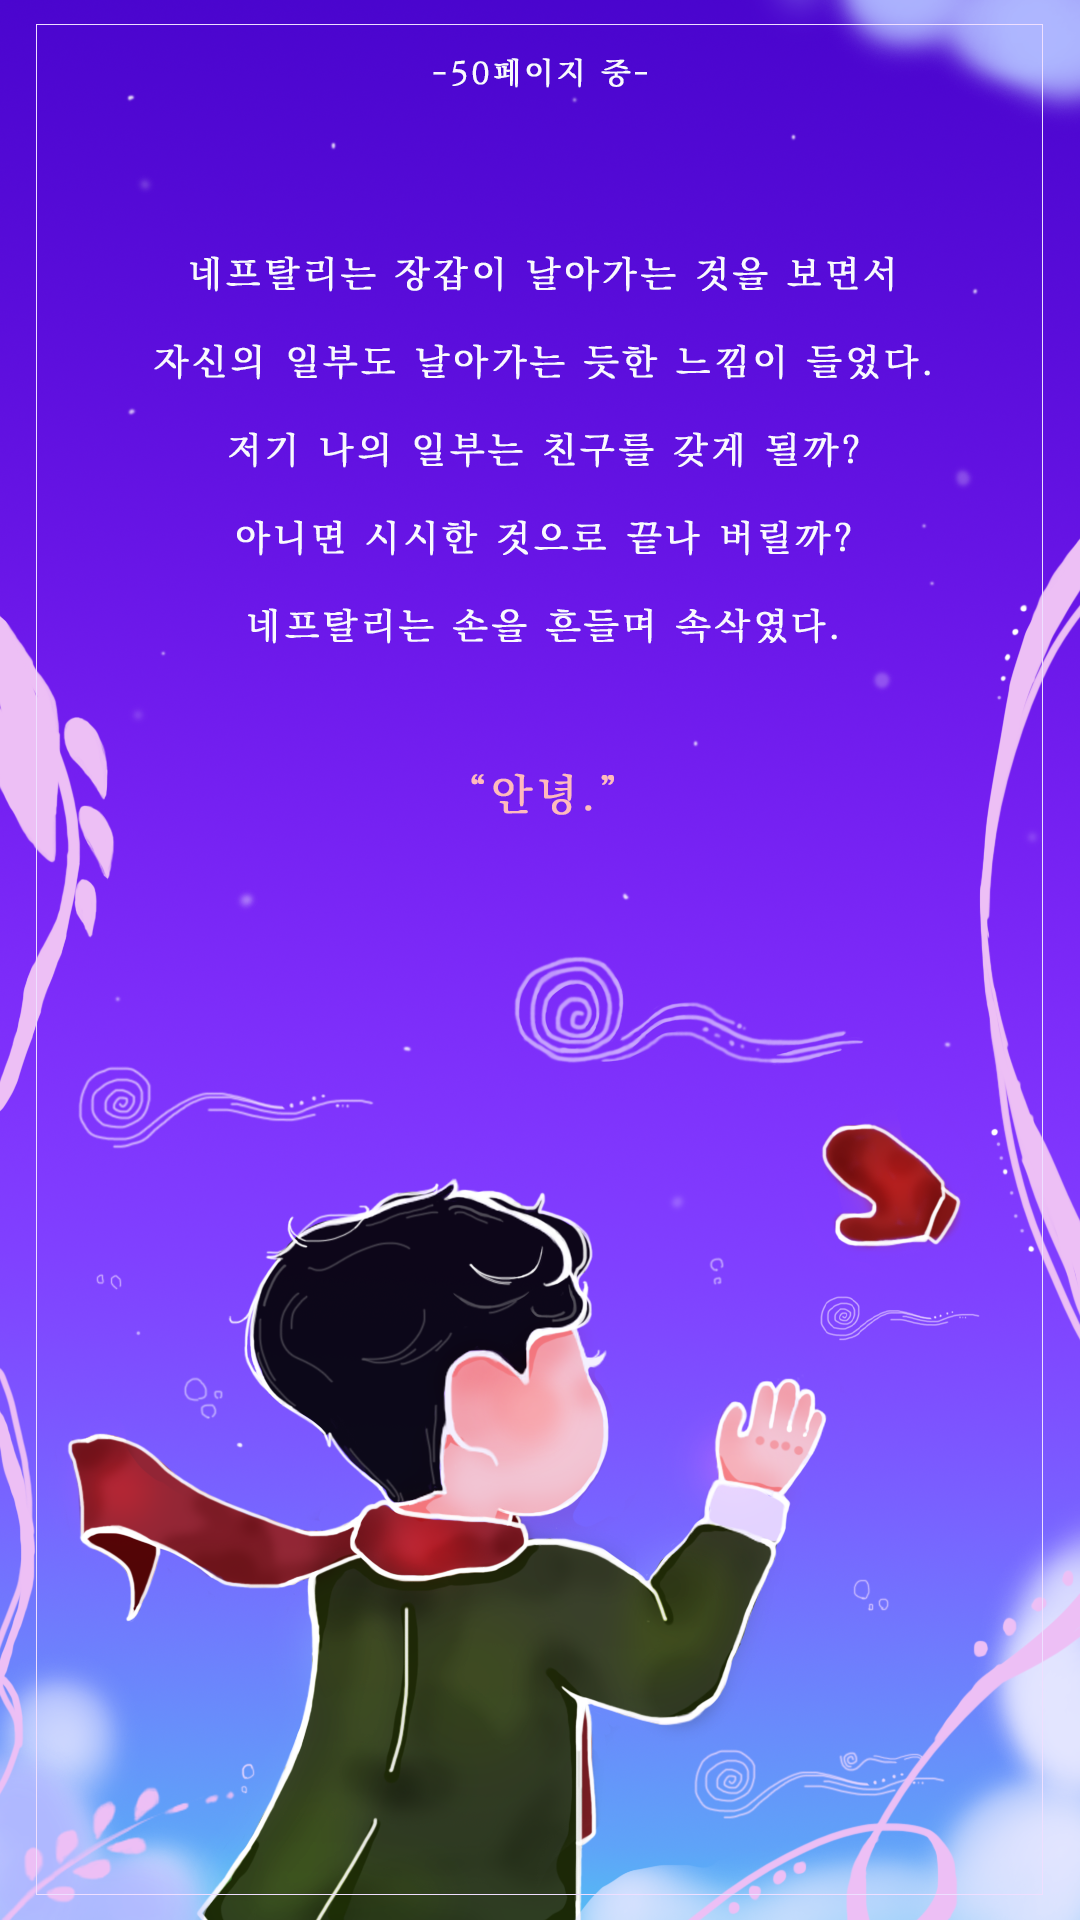 -50페이지 중-
네프탈리는 장갑이 날아가는 것을 보면서
자신의 일부도 날아가는 듯한 느낌이 들었다.
저기 나의 일부는 친구를 갖게 될까?
아니면 시시한 것으로 끝나 버릴까?
네프탈리는 손을 흔들며 속삭였다.
“안녕.”